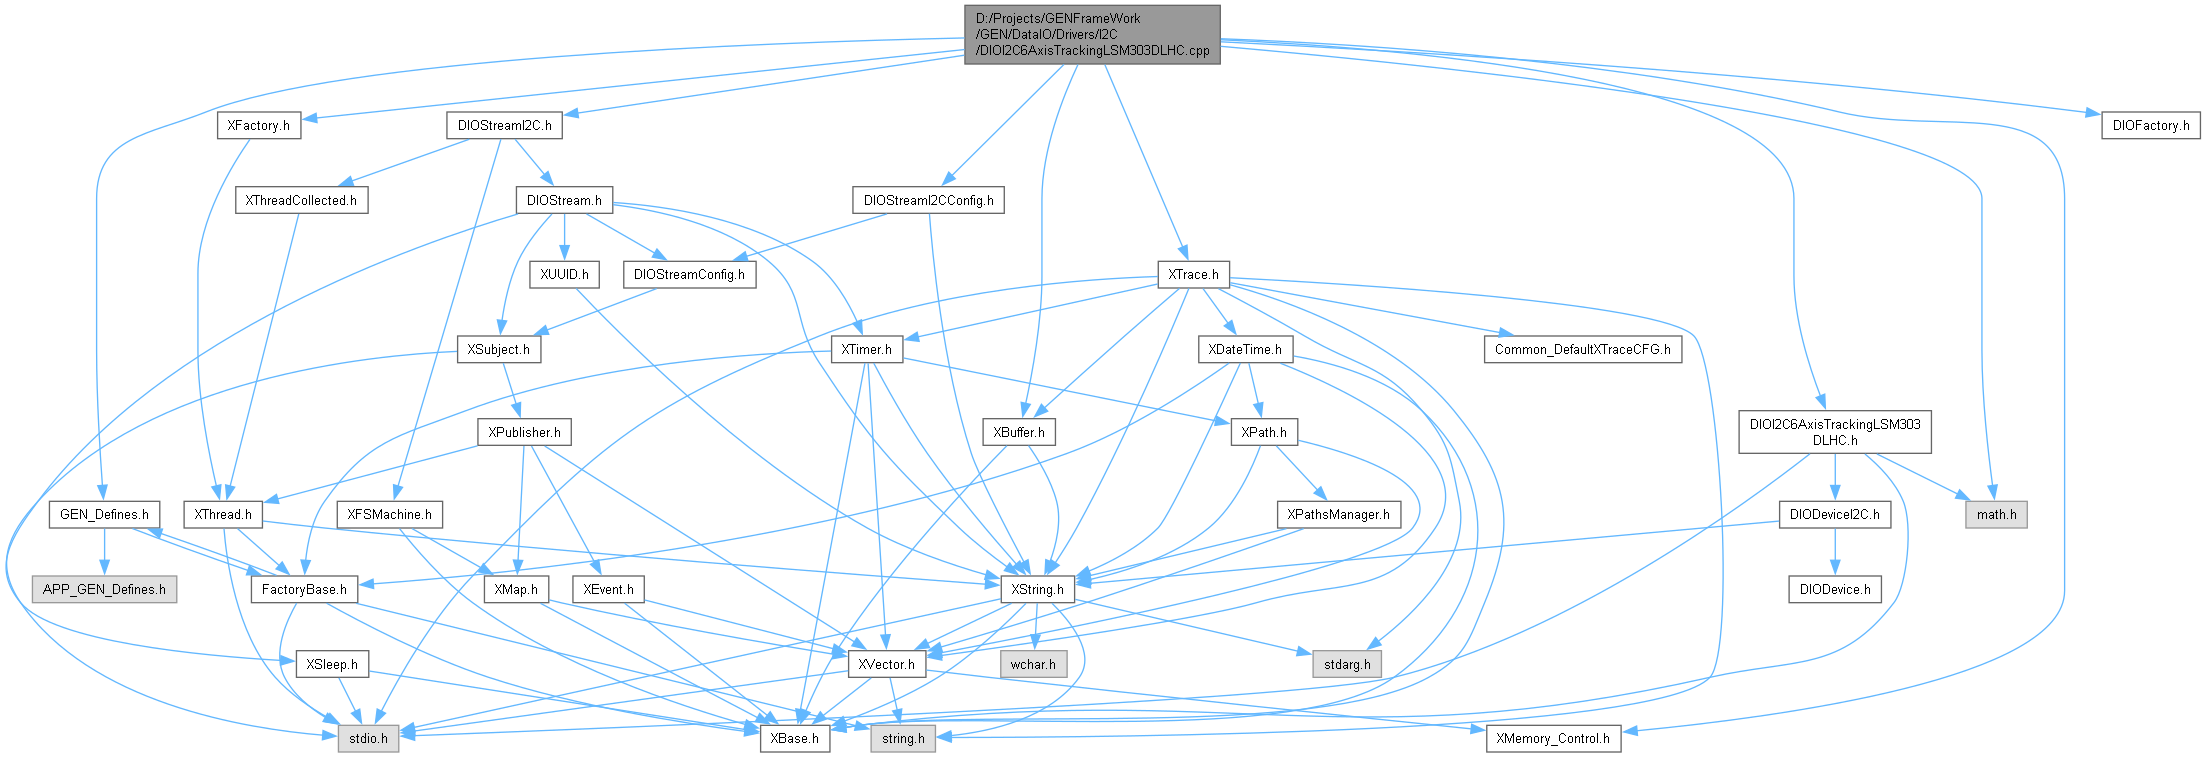 D:/Projects/GENFrameWork
/GEN/DataIO/Drivers/I2C
/DIOI2C6AxisTrackingLSM303DLHC.cpp
XFactory.h
DIOStreamI2C.h
DIOFactory.h
XThreadCollected.h
DIOStream.h
DIOStreamI2CConfig.h
XUUID.h
DIOStreamConfig.h
XTrace.h
XSubject.h
XTimer.h
XDateTime.h
Common_DefaultXTraceCFG.h
XPublisher.h
XBuffer.h
XPath.h
DIOI2C6AxisTrackingLSM303
DLHC.h
GEN_Defines.h
XThread.h
XFSMachine.h
XPathsManager.h
DIODeviceI2C.h
math.h
APP_GEN_Defines.h
FactoryBase.h
XMap.h
XEvent.h
XString.h
DIODevice.h
XSleep.h
XVector.h
wchar.h
stdarg.h
stdio.h
XBase.h
string.h
XMemory_Control.h